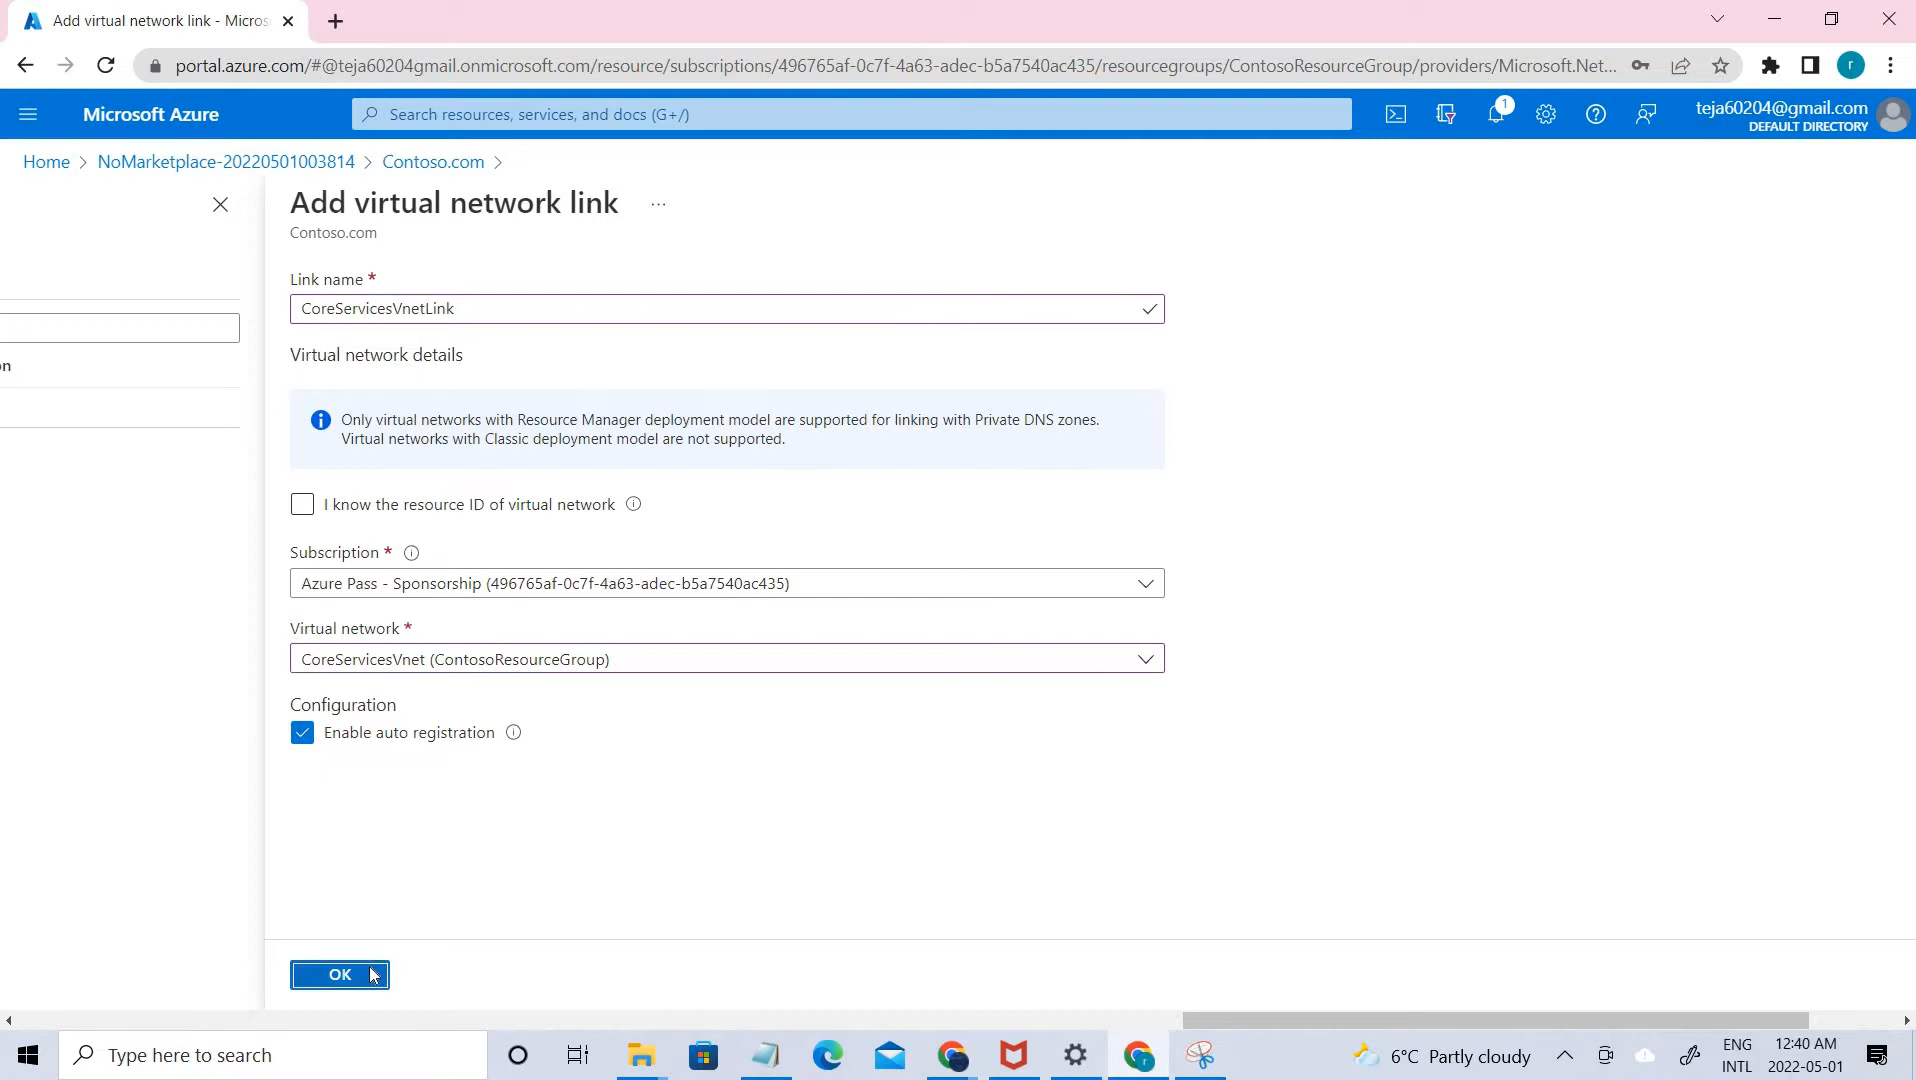 Add virtual network link - Micros
portal.azure.com/#@teja60204gmail.onmicrosoft.com/resource/subscriptions/496765af-0c7f-4a63-adec-b5a7540ac435/resourcegroups/ContosoResourceGroup/providers/Microsoft.Net...
r
Microsoft Azure
Search resources, services, and docs (G+/)
1
teja60204@gmail.com
DEFAULT DIRECTORY
Home > NoMarketplace-20220501003814 > Contoso.com >
Add virtual network link ...
Contoso.com
Link name *
CoreServicesVnetLink
Virtual network details
on
Only virtual networks with Resource Manager deployment model are supported for linking with Private DNS zones.
Virtual networks with Classic deployment model are not supported.
I know the resource ID of virtual network
Subscription *
Azure Pass - Sponsorship (496765af-0c7f-4a63-adec-b5a7540ac435)
Virtual network *
CoreServicesVnet (ContosoResourceGroup)
Configuration
Enable auto registration
OK
Type here to search
6°C Partly cloudy
ENG
INTL
12:40 AM
2022-05-01